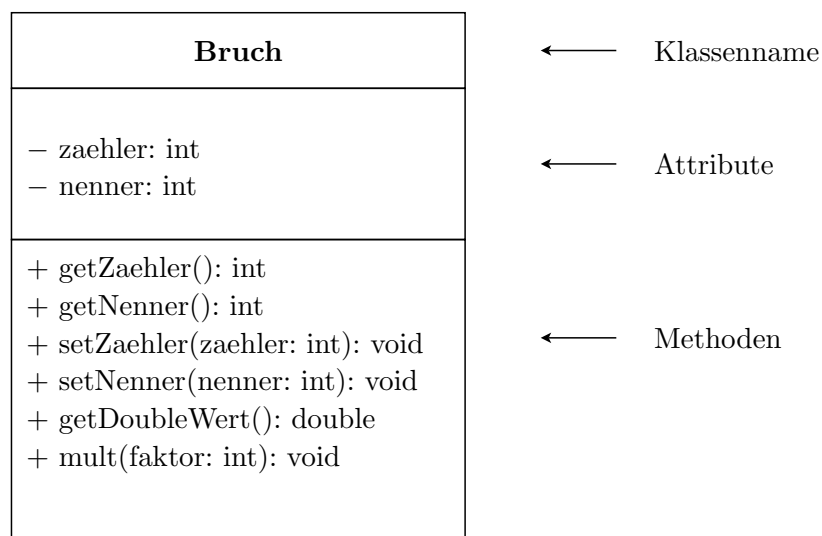 Bruch
Klassenname
− zaehler: int
− nenner: int
Attribute
+ getZaehler(): int
+ getNenner(): int
+ setZaehler(zaehler: int): void
+ setNenner(nenner: int): void
+ getDoubleWert(): double
+ mult(faktor: int): void
Methoden